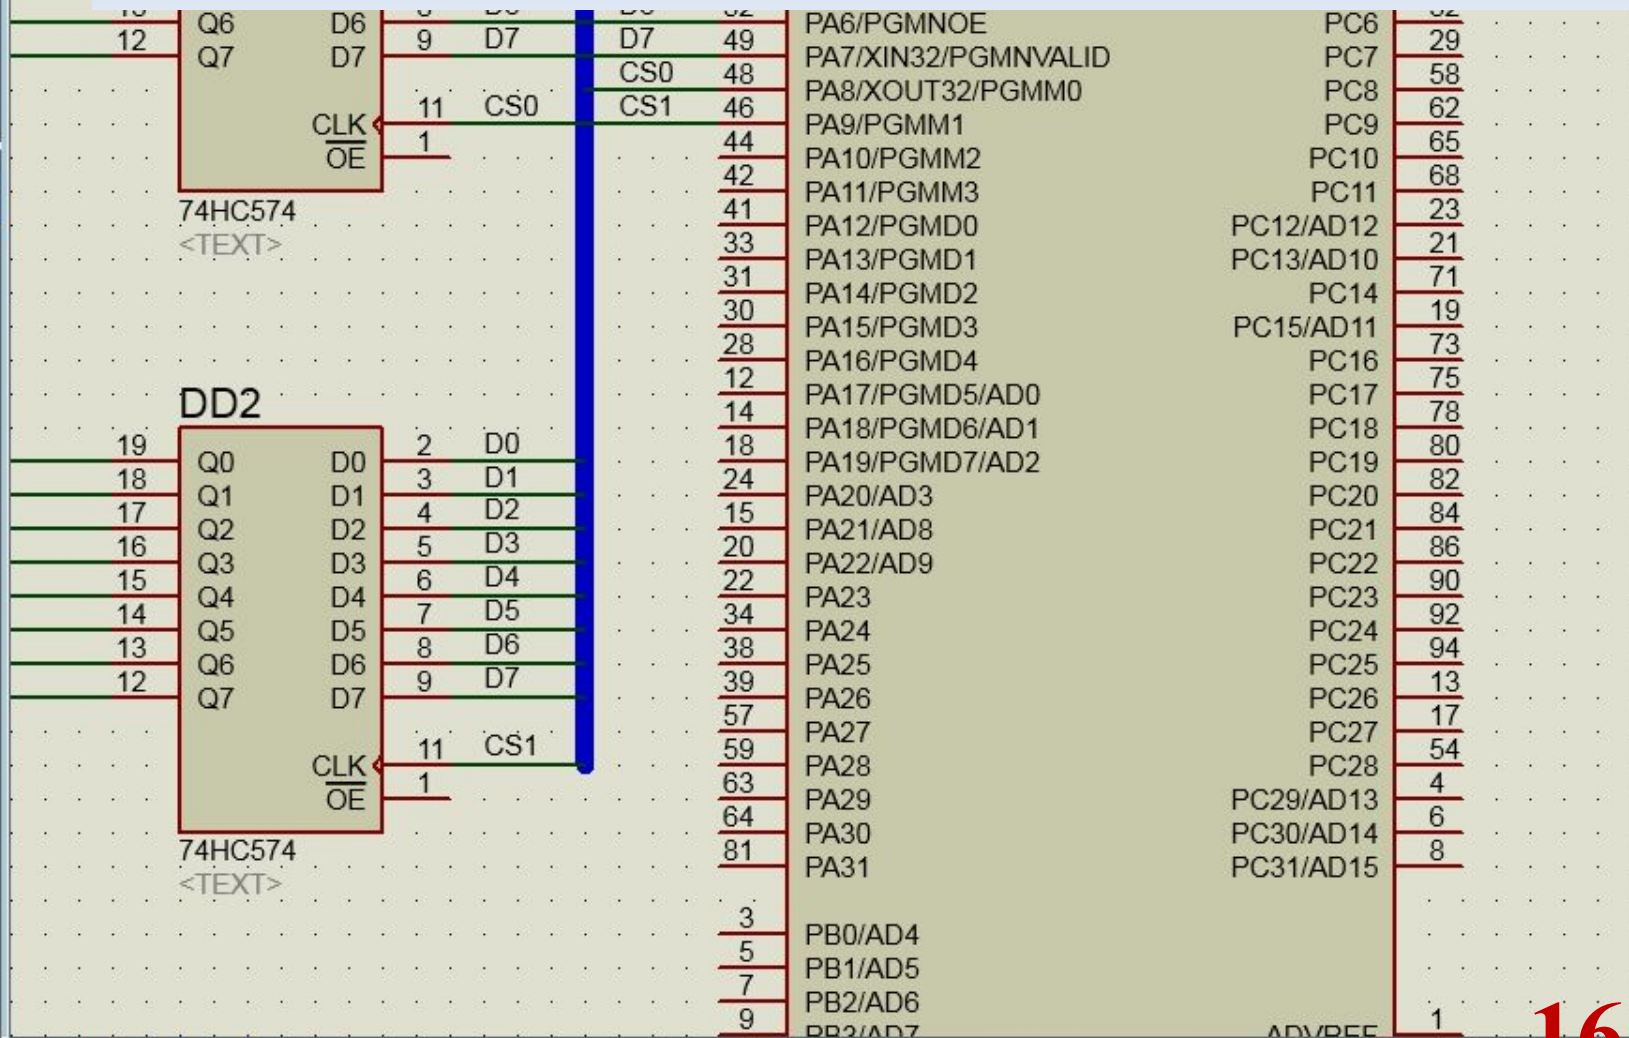 Q6 D6 D6 PA6/PGMNOE PC6
12 Q7 D7 9 D7 D7 49 PA7/XIN32/PGMNVALID PC7 29
CS0 48 PA8/XOUT32/PGMM0 PC8 58
CLK 11 CS0 CS1 46 PA9/PGMM1 PC9 62
OE 1 44 PA10/PGMM2 PC10 65
42 PA11/PGMM3 PC11 68
74HC574 41 PA12/PGMD0 PC12/AD12 23
<TEXT> 33 PA13/PGMD1 PC13/AD10 21
31 PA14/PGMD2 PC14 71
30 PA15/PGMD3 PC15/AD11 19
28 PA16/PGMD4 PC16 73
DD2 12 PA17/PGMD5/AD0 PC17 75
14 PA18/PGMD6/AD1 PC18 78
19 Q0 D0 2 D0 18 PA19/PGMD7/AD2 PC19 80
18 Q1 D1 3 D1 24 PA20/AD3 PC20 82
17 Q2 D2 4 D2 15 PA21/AD8 PC21 84
16 Q3 D3 5 D3 20 PA22/AD9 PC22 86
15 Q4 D4 6 D4 22 PA23 PC23 90
14 Q5 D5 7 D5 34 PA24 PC24 92
13 Q6 D6 8 D6 38 PA25 PC25 94
12 Q7 D7 9 D7 39 PA26 PC26 13
57 PA27 PC27 17
CLK 11 CS1 59 PA28 PC28 54
OE 1 63 PA29 PC29/AD13 4
64 PA30 PC30/AD14 6
74HC574 81 PA31 PC31/AD15 8
<TEXT>
3 PB0/AD4
5 PB1/AD5
7 PB2/AD6
9 PB3/AD7 ADVREF 1
16